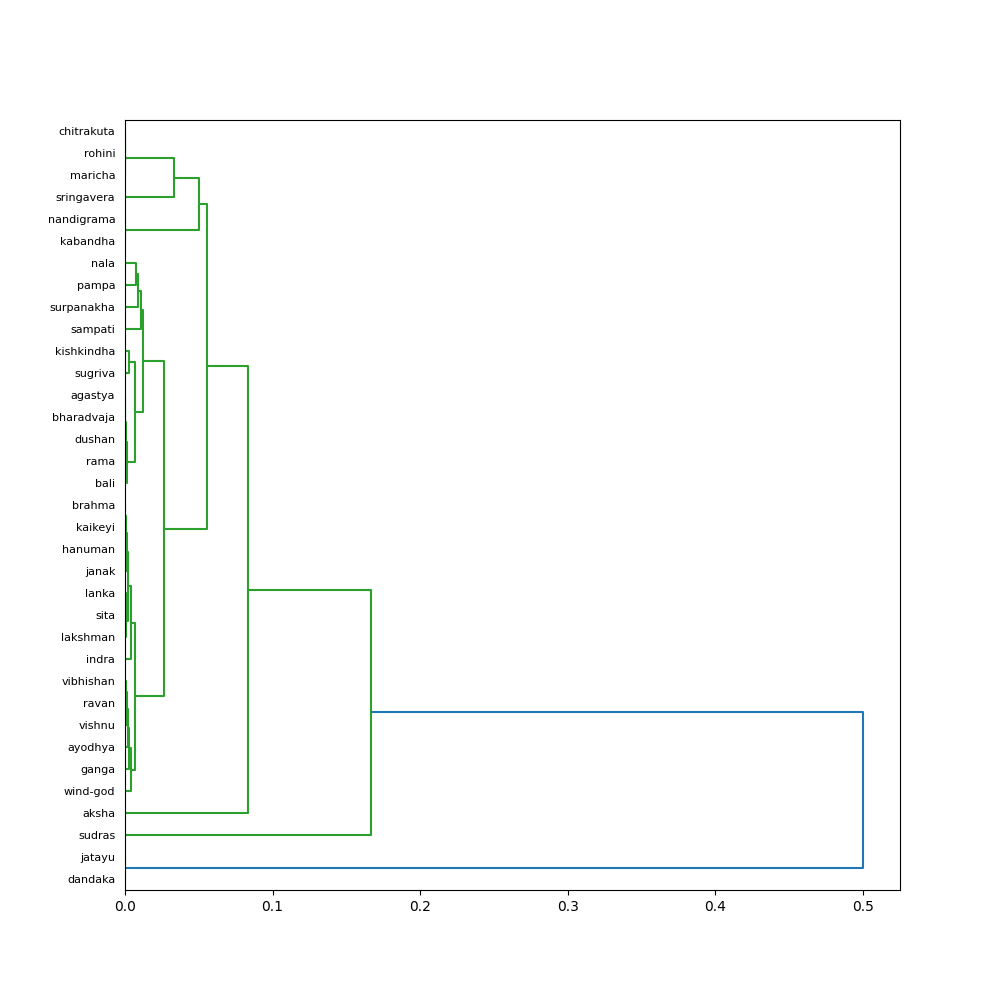 chitrakuta
rohini
maricha
sringavera
nandigrama
kabandha
nala
pampa
surpanakha
sampati
kishkindha
sugriva
agastya
bharadvaja
dushan
rama
bali
brahma
kaikeyi
hanuman
janak
lanka
sita
lakshman
indra
vibhishan
ravan
vishnu
ayodhya
ganga
wind-god
aksha
sudras
jatayu
dandaka
0.0 0.1 0.2 0.3 0.4 0.5